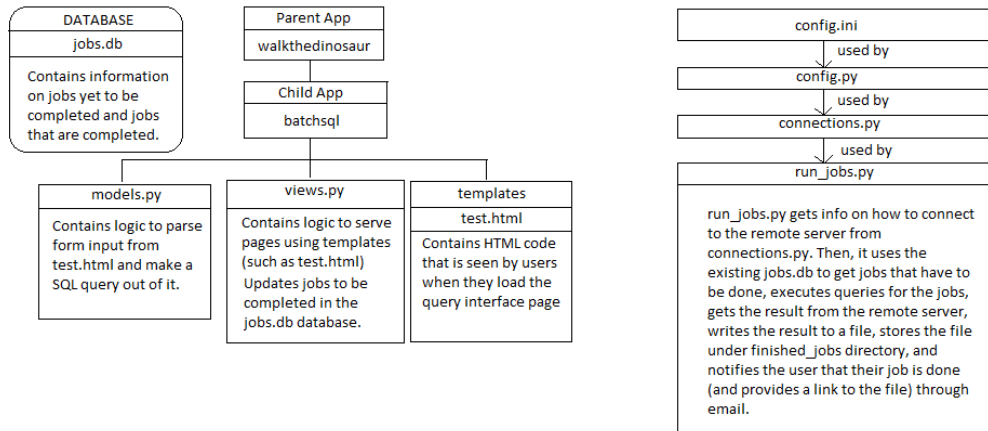 DATABASE
jobs.db
Contains information
on jobs yet to be
completed and jobs
that are completed.
Parent App
walkthedinosaur
Child App
batchsql
models.py
Contains logic to parse
form input from
test.html and make a
SQL query out of it.
views.py
Contains logic to serve
pages using templates
(such as test.html)
Updates jobs to be
completed in the
jobs.db database.
templates
test.html
Contains HTML code
that is seen by users
when they load the
query interface page
config.ini
used by
config.py
used by
connections.py
used by
run_jobs.py
run_jobs.py gets info on how to connect
to the remote server from
connections.py. Then, it uses the
existing jobs.db to get jobs that have to
be done, executes queries for the jobs,
gets the result from the remote server,
writes the result to a file, stores the file
under finished_jobs directory, and
notifies the user that their job is done
(and provides a link to the file) through
email.